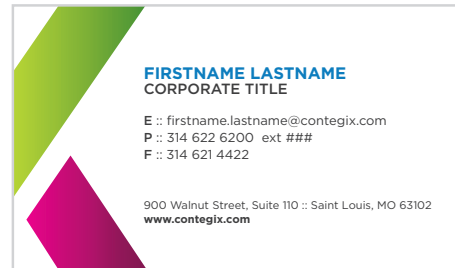 FIRSTNAME LASTNAME
CORPORATE TITLE
E :: firstname.lastname@contegix.com
P :: 314 622 6200 ext ###
F :: 314 621 4422
900 Walnut Street, Suite 110 :: Saint Louis, MO 63102
www.contegix.com